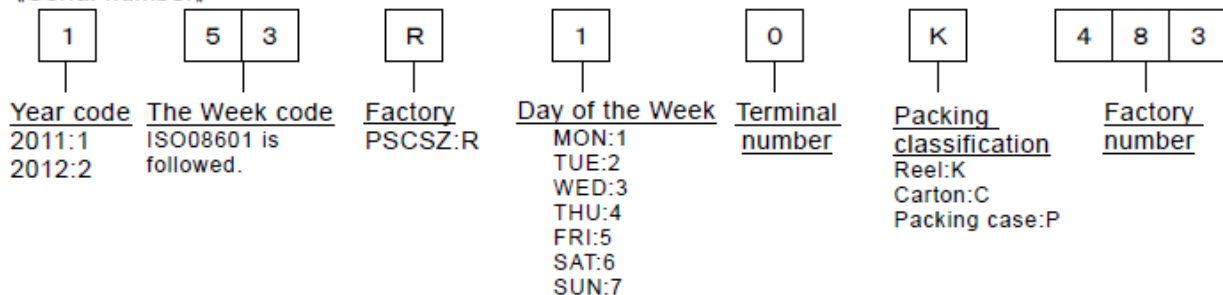 1 5 3 R 1 0 K 4 8 3
Year code
2011:1
2012:2
The Week code
ISO08601 is
followed.
Factory
PSCSZ:R
Day of the Week
MON:1
TUE:2
WED:3
THU:4
FRI:5
SAT:6
SUN:7
Terminal
number
Packing
classification
Reel:K
Carton:C
Packing case:P
Factory
number